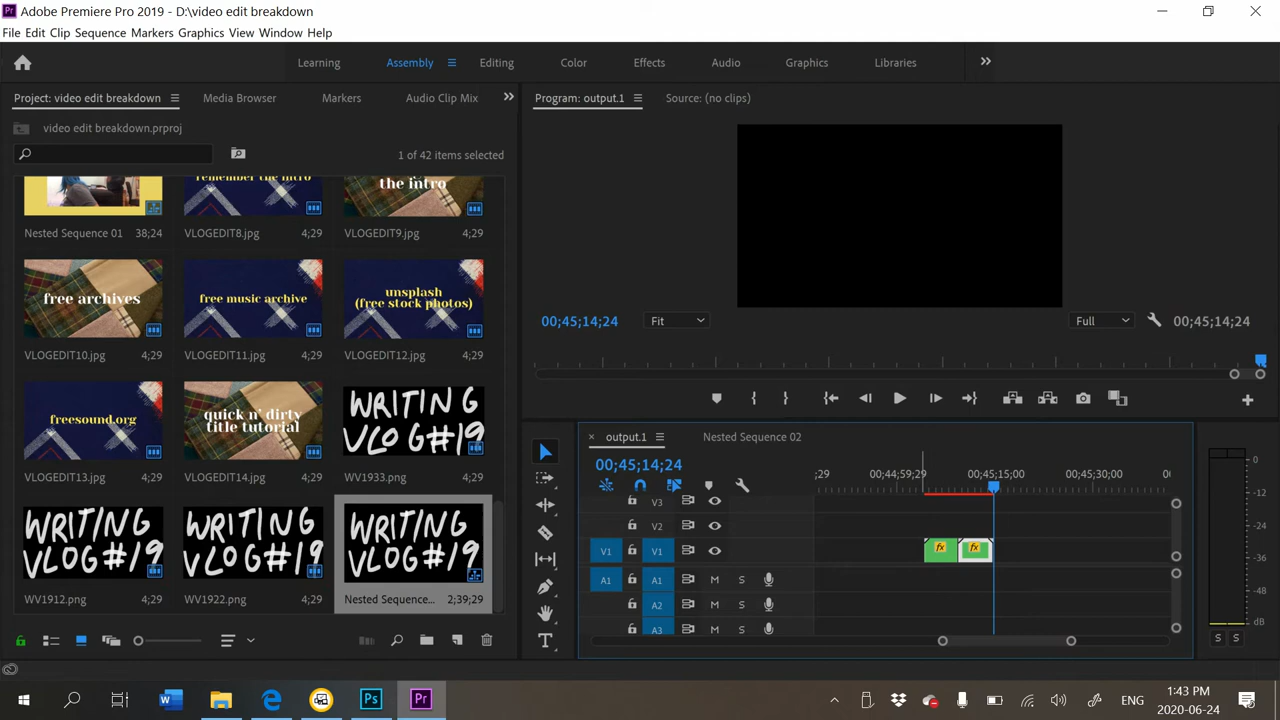 Adobe Premiere Pro 2019 - D:\video edit breakdown
File Edit Clip Sequence Markers Graphics View Window Help
Learning Assembly Editing Color Effects Audio Graphics Libraries
Project: video edit breakdown Media Browser Markers Audio Clip Mix
Program: output.1 Source: (no clips)
video edit breakdown.prproj
1 of 42 items selected
remember the intro
the intro
Nested Sequence 01 38;24
VLOGEDIT8.jpg 4;29
VLOGEDIT9.jpg 4;29
free archives
free music archive
unsplash
(free stock photos)
VLOGEDIT10.jpg 4;29
VLOGEDIT11.jpg 4;29
VLOGEDIT12.jpg 4;29
freesound.org
quick n' dirty
title tutorial
WRITING
VLOG#19
VLOGEDIT13.jpg 4;29
VLOGEDIT14.jpg 4;29
WV1933.png 4;29
WRITING
VLOG#19
WRITING
VLOG#19
WRITING
VLOG#19
WV1912.png 4;29
WV1922.png 4;29
Nested Sequence... 2;39;29
00;45;14;24 Fit Full 00;45;14;24
output.1 Nested Sequence 02
00;45;14;24
;29 00;44;59;29 00;45;15;00 00;45;30;00 00
V3
V2
V1 V1 fx fx
A1 A1 M S
A2 M S
A3 M S
0
-12
-24
-36
-48
dB
S S
W Ps Pr
ENG
1:43 PM
2020-06-24